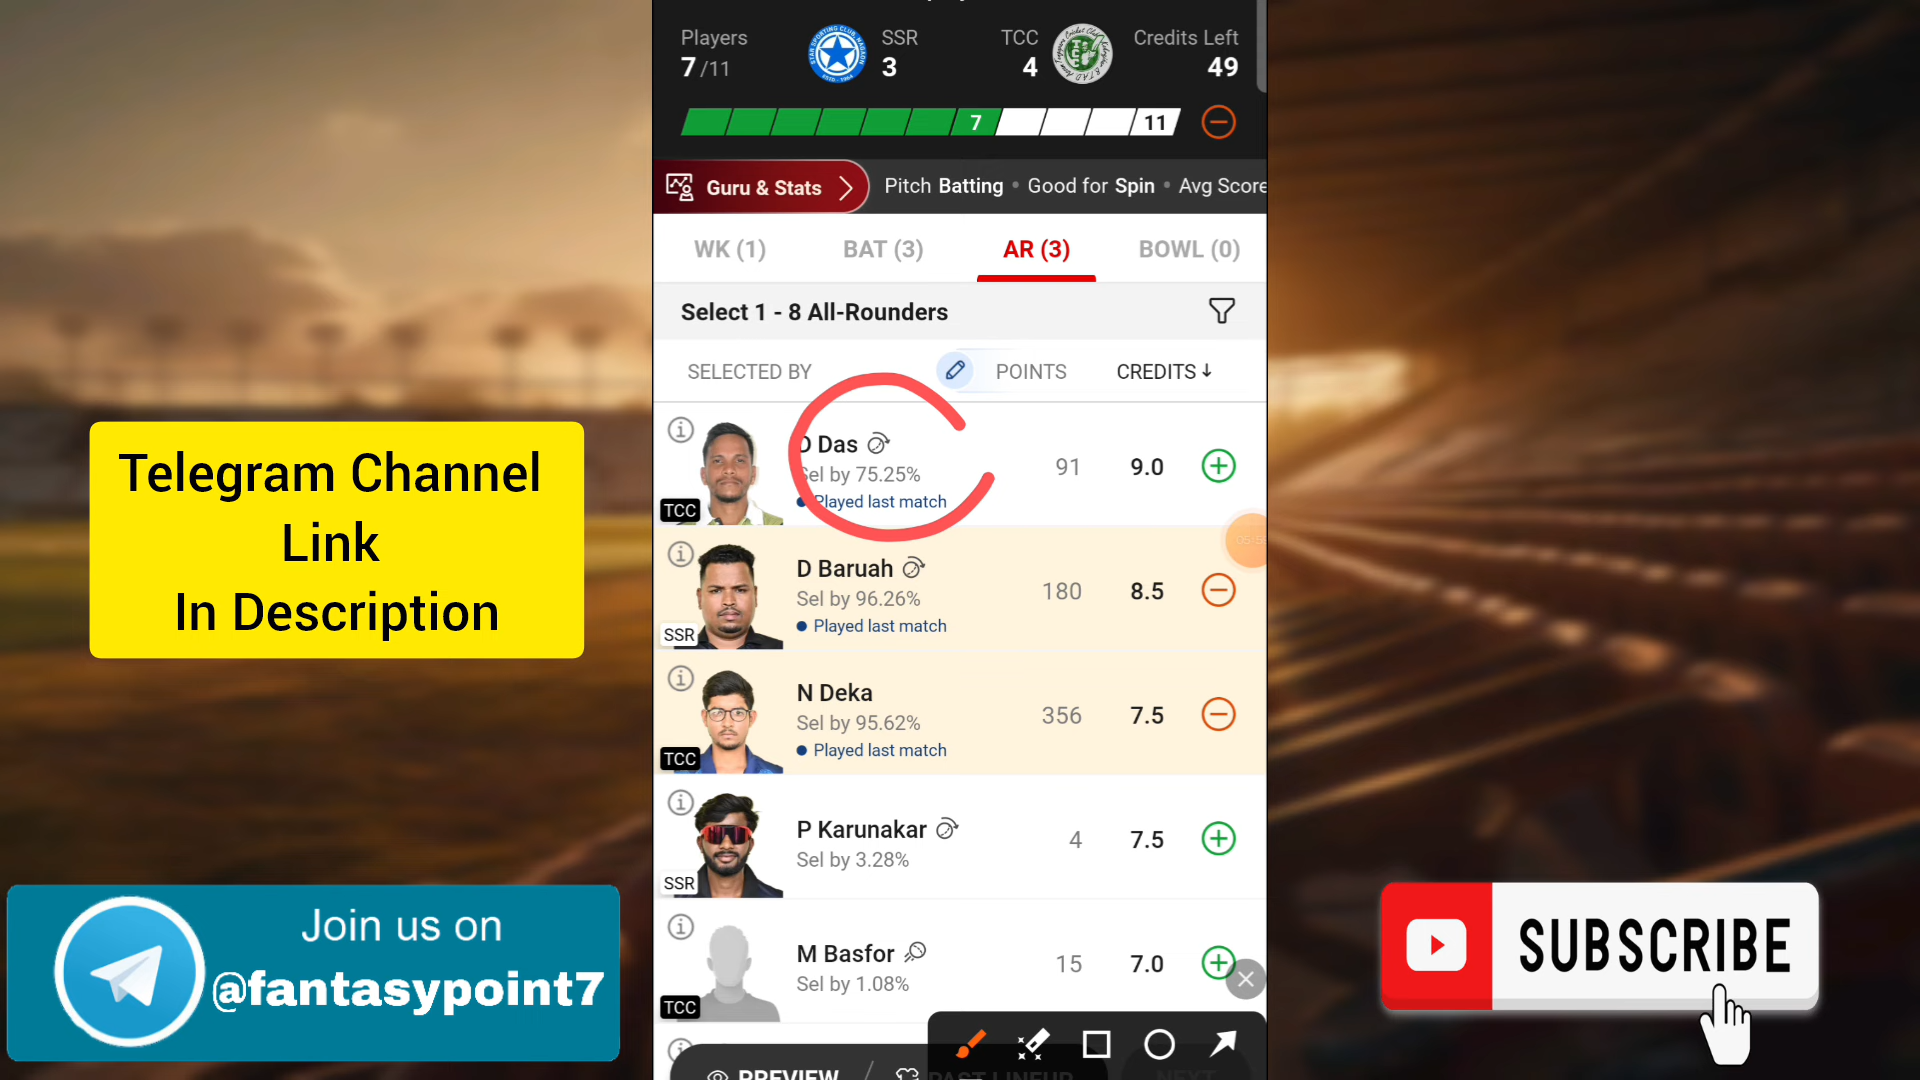 Players
7 /11
SSR
3
TCC
4
Credits Left
49
7
11
Guru & Stats
Pitch Batting • Good for Spin • Avg Score
WK (1)
BAT (3)
AR (3)
BOWL (0)
Select 1 - 8 All-Rounders
SELECTED BY
POINTS
CREDITS ↓
D Das
Sel by 75.25%
Played last match
91
9.0
TCC
D Baruah
Sel by 96.26%
Played last match
180
8.5
SSR
N Deka
Sel by 95.62%
Played last match
356
7.5
TCC
P Karunakar
Sel by 3.28%
4
7.5
SSR
M Basfor
Sel by 1.08%
15
7.0
TCC
PREVIEW
PAST LINEUP
NEXT
Telegram Channel
Link
In Description
Join us on
@fantasypoint7
SUBSCRIBE